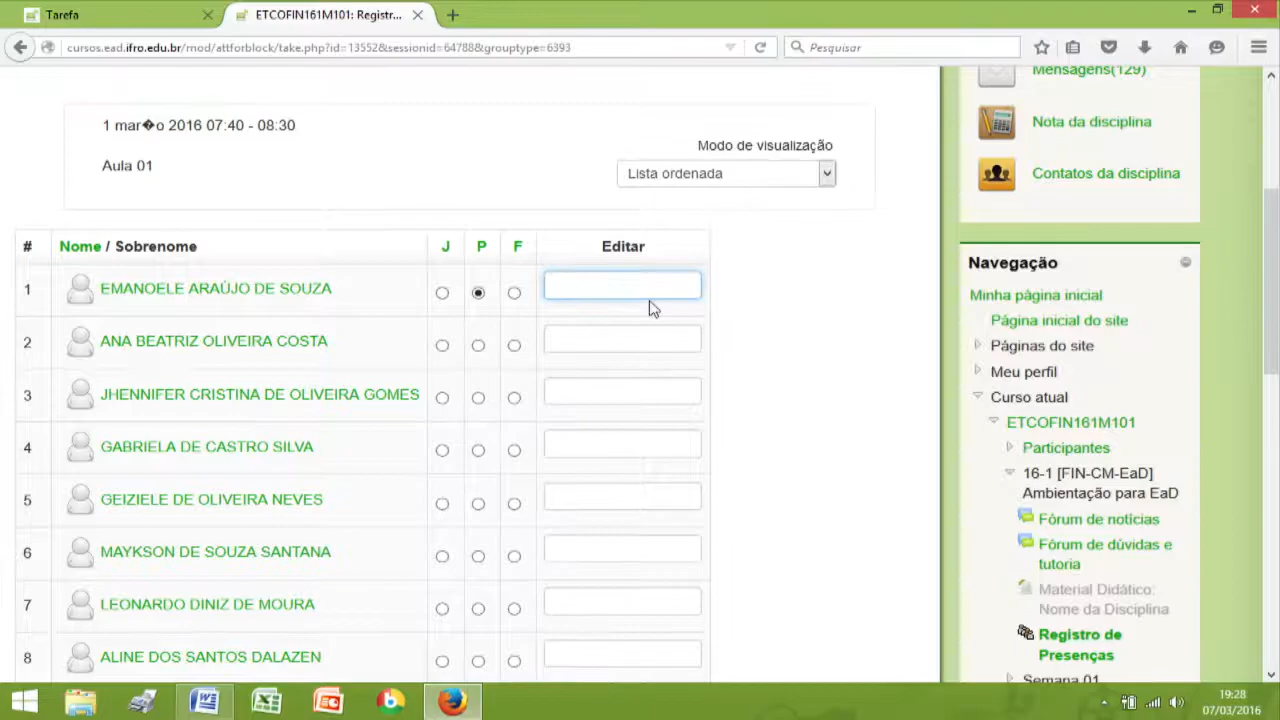 Tarefa
ETCOFIN161M101: Registr...
cursos.ead.ifro.edu.br/mod/attforblock/take.php?id=13552&sessionid=64788&grouptype=6393
Pesquisar
1 mar�o 2016 07:40 - 08:30
Aula 01
Modo de visualização
Lista ordenada
# Nome / Sobrenome J P F Editar
1 EMANOELE ARAÚJO DE SOUZA
2 ANA BEATRIZ OLIVEIRA COSTA
3 JHENNIFER CRISTINA DE OLIVEIRA GOMES
4 GABRIELA DE CASTRO SILVA
5 GEIZIELE DE OLIVEIRA NEVES
6 MAYKSON DE SOUZA SANTANA
7 LEONARDO DINIZ DE MOURA
8 ALINE DOS SANTOS DALAZEN
Mensagens(129)
Nota da disciplina
Contatos da disciplina
Navegação
Minha página inicial
Página inicial do site
Páginas do site
Meu perfil
Curso atual
ETCOFIN161M101
Participantes
16-1 [FIN-CM-EaD]
Ambientação para EaD
Fórum de notícias
Fórum de dúvidas e
tutoria
Material Didático:
Nome da Disciplina
Registro de
Presenças
Semana 01
19:28
07/03/2016